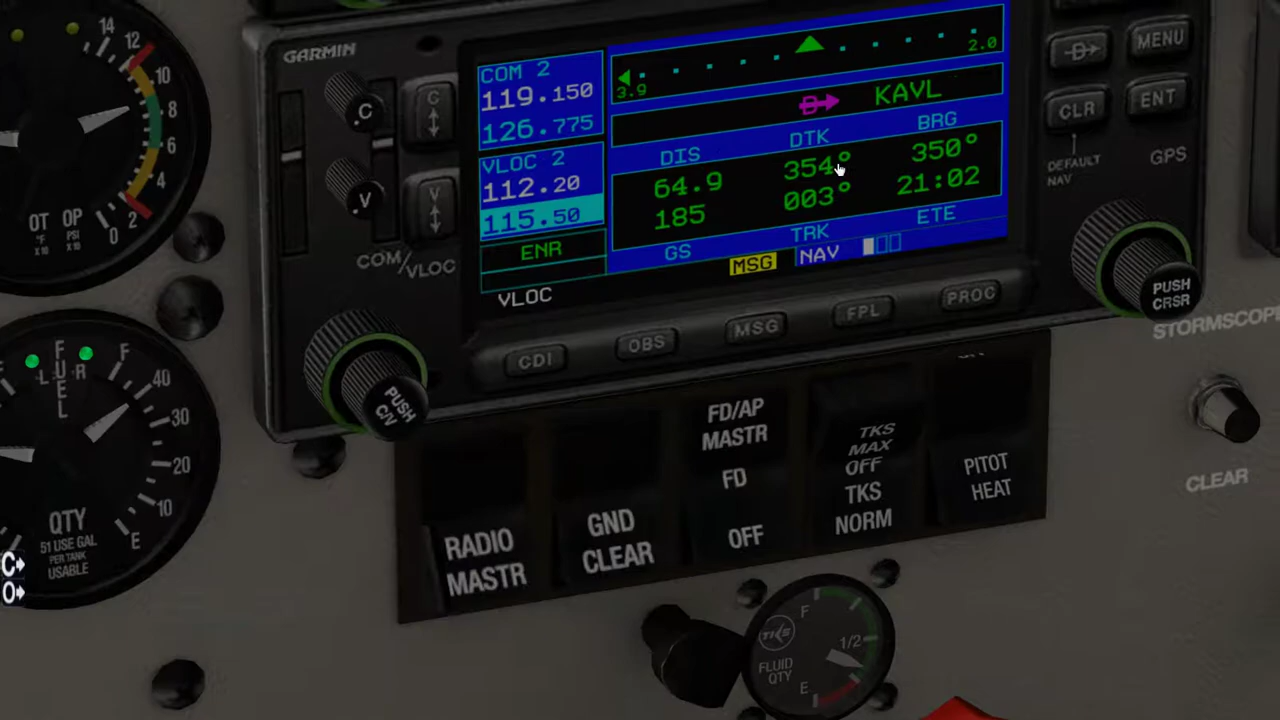 14
12
10
8
6
4
2
0
OT OP
°F PSI
X10 X10
GARMIN
C
V
C
V
COM/VLOC
PUSH
C/V
COM 2
119.150
126.775
VLOC 2
112.20
115.50
ENR
VLOC
3.9
2.0
D KAVL
DIS DTK BRG
64.9 354° 350°
185 003° 21:02
GS TRK ETE
MSG NAV
CDI OBS MSG FPL PROC
D MENU
CLR ENT
DEFAULT
NAV
GPS
PUSH
CRSR
STORMSCOPE
CLEAR
FUEL
L R
F
F
40
30
20
10
E
QTY
51 USE GAL
PER TANK
USABLE
C
O
RADIO
MASTR
GND
CLEAR
FD/AP
MASTR
FD
OFF
TKS
MAX
OFF
TKS
NORM
PITOT
HEAT
F
TKS
1/2
FLUID
QTY
E